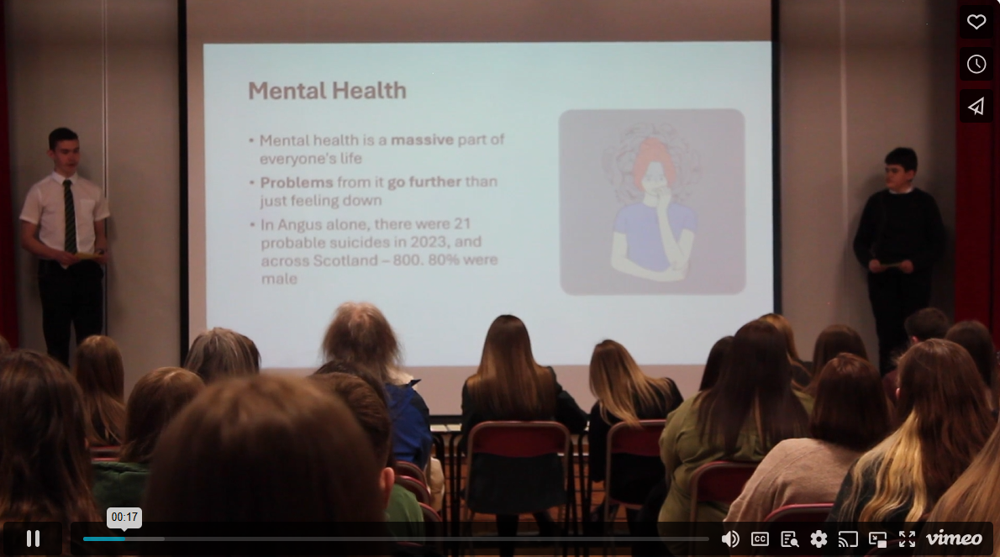 Mental Health
• Mental health is a massive part of
everyone's life
• Problems from it go further than
just feeling down
• In Angus alone, there were 21
probable suicides in 2023, and
across Scotland – 800. 80% were
male
00:17
CC
vimeo